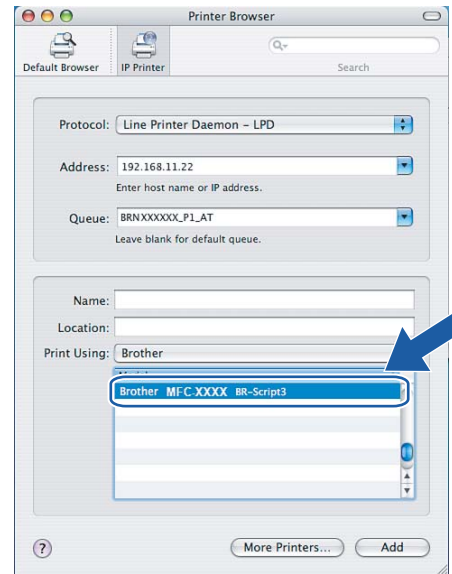 Printer Browser
Default Browser
IP Printer
Search
Protocol: Line Printer Daemon – LPD
Address: 192.168.11.22
Enter host name or IP address.
Queue: BRNXXXXXX_P1_AT
Leave blank for default queue.
Name:
Location:
Print Using: Brother
Brother MFC-XXXX BR-Script3
? More Printers... Add